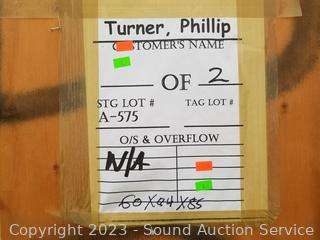 Turner, Phillip
CUSTOMER'S NAME
OF 2
STG LOT # TAG LOT #
A-575
O/S & OVERFLOW
N/A
60X84X85
Copyright © 2023 - Sound Auction Service